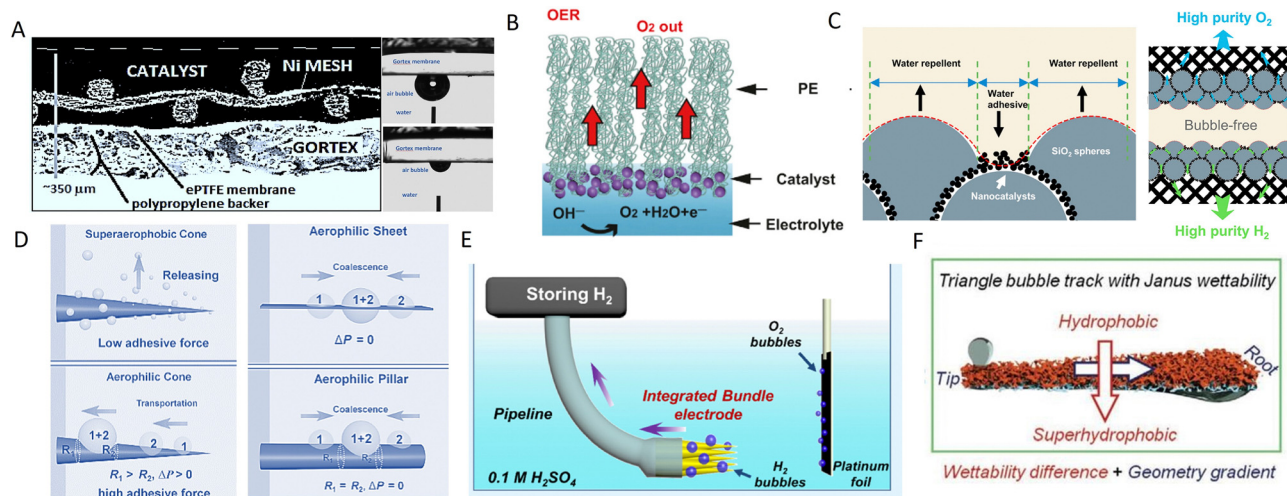 A
CATALYST
Ni MESH
GORTEX
~350 µm
ePTFE membrane
polypropylene backer
Gortex membrane
air bubble
water
Gortex membrane
air bubble
water
B
OER
O₂ out
PE
Catalyst
Electrolyte
OH⁻
O₂ +H₂O+e⁻
C
Water repellent
Water repellent
Water
adhesive
SiO₂ spheres
Nanocatalysts
High purity O₂
Bubble-free
High purity H₂
D
Superaerophobic Cone
Releasing
Low adhesive force
Aerophilic Sheet
Coalescence
1
1+2
2
ΔP = 0
Aerophilic Cone
Transportation
1+2
2
1
R₁ > R₂, ΔP > 0
high adhesive force
Aerophilic Pillar
Coalescence
1
1+2
2
R₁
R₂
R₁ = R₂, ΔP = 0
E
Storing H₂
O₂
bubbles
Pipeline
Integrated Bundle
electrode
H₂
bubbles
Platinum
foil
0.1 M H₂SO₄
F
Triangle bubble track with Janus wettability
Hydrophobic
Tip
Root
Superhydrophobic
Wettability difference + Geometry gradient